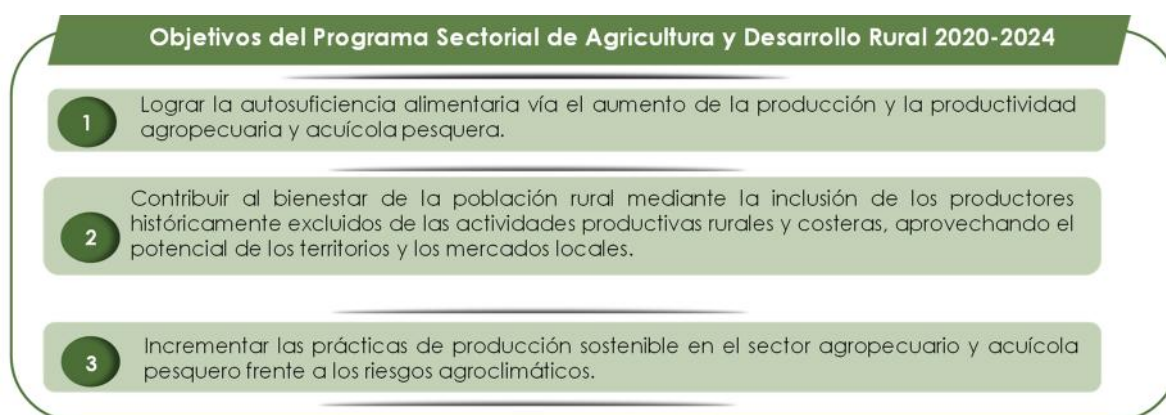 Objetivos del Programa Sectorial de Agricultura y Desarrollo Rural 2020-2024
1
Lograr la autosuficiencia alimentaria vía el aumento de la producción y la productividad
agropecuaria y acuícola pesquera.
2
Contribuir al bienestar de la población rural mediante la inclusión de los productores
históricamente excluidos de las actividades productivas rurales y costeras, aprovechando el
potencial de los territorios y los mercados locales.
3
Incrementar las prácticas de producción sostenible en el sector agropecuario y acuícola
pesquero frente a los riesgos agroclimáticos.